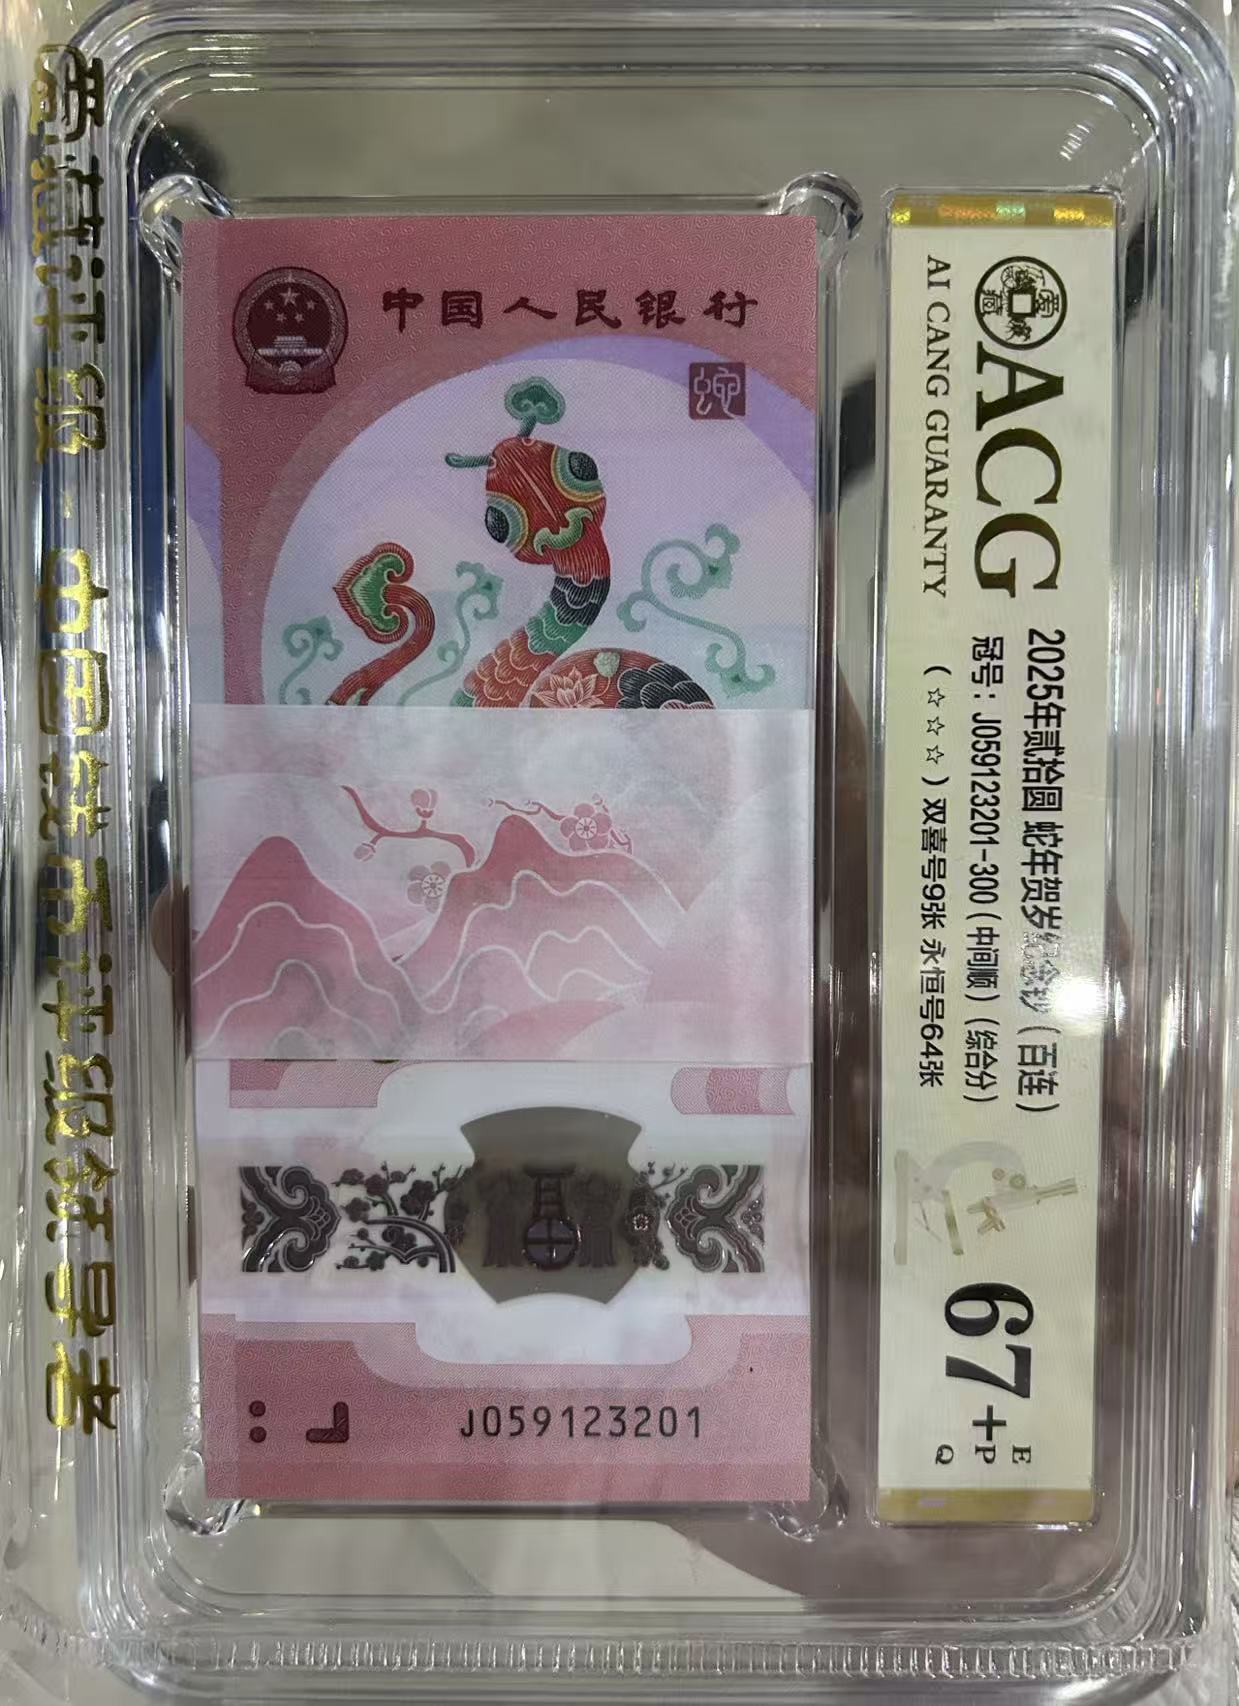 爱藏评级-中国钱币评级领导者
中国人民银行
蛇
J059123201
爱藏
ACG
AI CANG GUARANTY
2025年贰拾圆 蛇年贺岁纪念钞(百连)
冠号:J059123201-300(中间顺)(综合分)
(☆☆☆)双喜号9张 永恒号64张
67+
E
P
Q